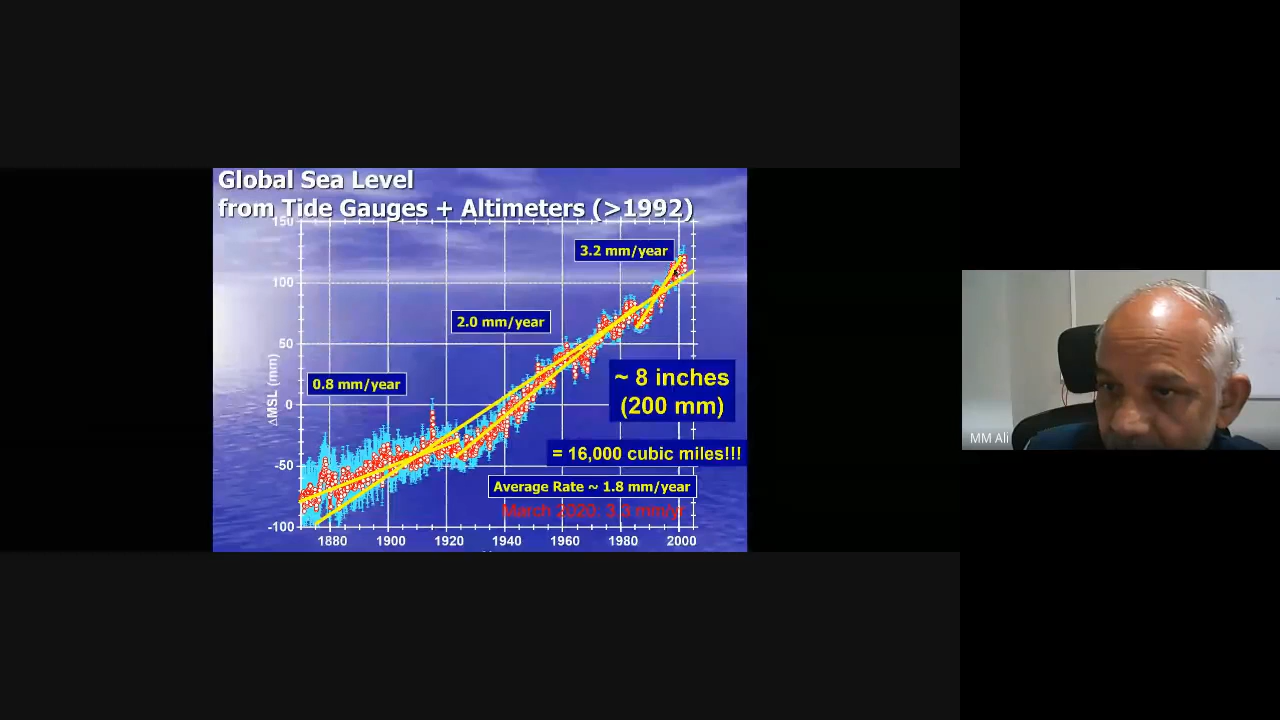 Global Sea Level
from Tide Gauges + Altimeters (>1992)
150
3.2 mm/year
100
2.0 mm/year
50
0.8 mm/year
~ 8 inches
(200 mm)
ΔMSL (mm)
0
= 16,000 cubic miles!!!
-50
Average Rate ~ 1.8 mm/year
March 2020: 3.3 mm/yr
-100
1880 1900 1920 1940 1960 1980 2000
MM Ali